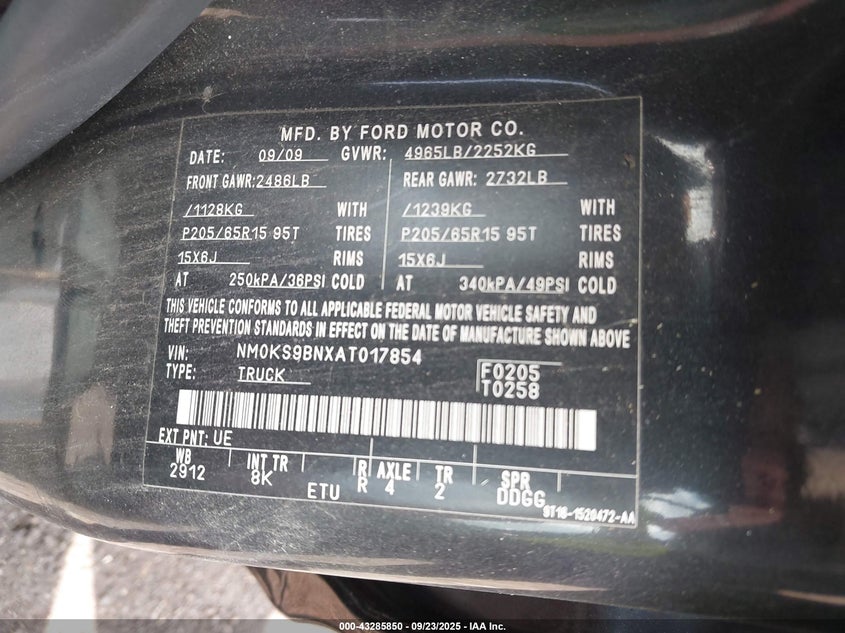 MFD. BY FORD MOTOR CO.
DATE: 09/09 GVWR: 4965LB/2252KG
FRONT GAWR: 2486LB REAR GAWR: 2732LB
/1128KG WITH /1239KG WITH
P205/65R15 95T TIRES P205/65R15 95T TIRES
15X6J RIMS 15X6J RIMS
AT 250kPA/36PSI COLD AT 340kPA/49PSI COLD
THIS VEHICLE CONFORMS TO ALL APPLICABLE FEDERAL MOTOR VEHICLE SAFETY AND
THEFT PREVENTION STANDARDS IN EFFECT ON THE DATE OF MANUFACTURE SHOWN ABOVE
VIN: NM0KS9BNXAT017854
TYPE: TRUCK
F0205
T0258
EXT PNT: UE
WB INT TR R AXLE TR SPR
2912 8K R 4 2 DDGG
ETU
9T16-1520472-AA
000-43285850 - 09/23/2025 - IAA Inc.